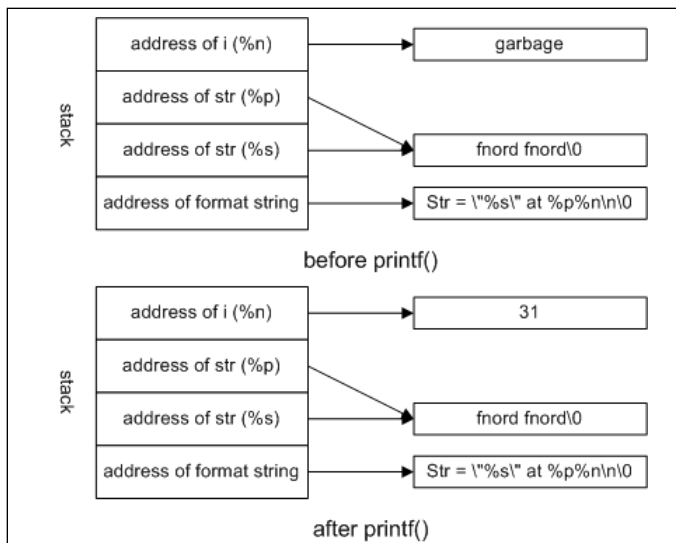 address of i (%n)
garbage
address of str (%p)
stack
address of str (%s)
fnord fnord\0
address of format string
Str = \"%s\" at %p%n\n\0
before printf()
address of i (%n)
31
address of str (%p)
stack
address of str (%s)
fnord fnord\0
address of format string
Str = \"%s\" at %p%n\n\0
after printf()